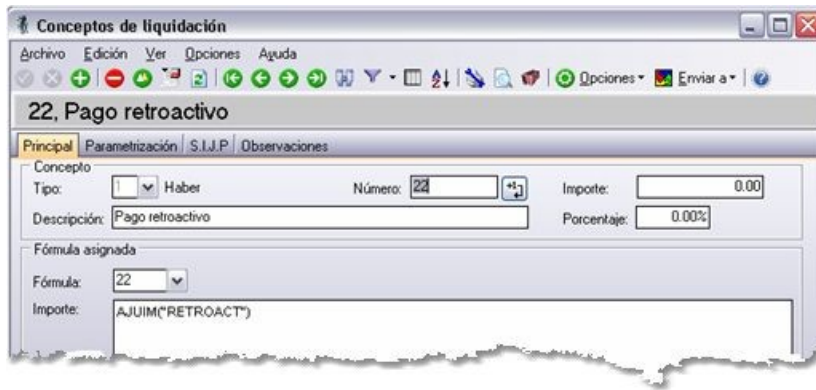 Conceptos de liquidación
Archivo Edición Ver Opciones Ayuda
Opciones Enviar a
22, Pago retroactivo
Principal Parametrización S.I.J.P Observaciones
Concepto
Tipo: 1 Haber Número: 22 Importe: 0.00
Descripción: Pago retroactivo Porcentaje: 0.00%
Fórmula asignada
Fórmula: 22
Importe: AJUIM("RETROACT")